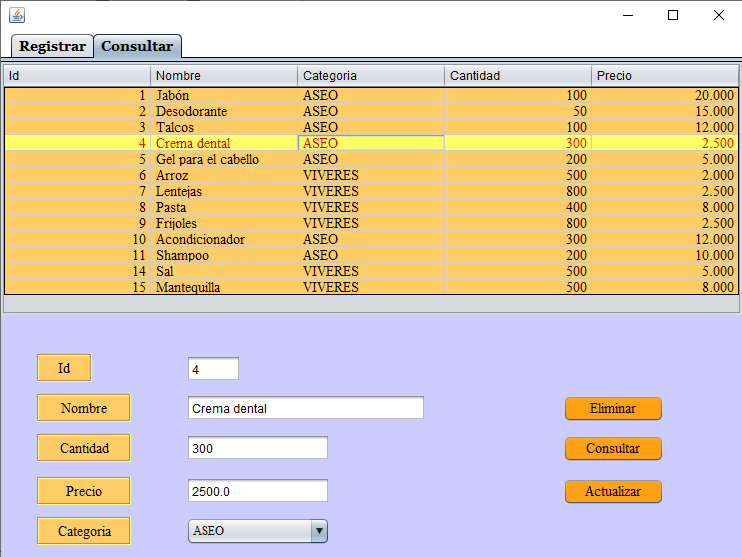 Registrar Consultar
Id Nombre Categoria Cantidad Precio
1 Jabón ASEO 100 20.000
2 Desodorante ASEO 50 15.000
3 Talcos ASEO 100 12.000
4 Crema dental ASEO 300 2.500
5 Gel para el cabello ASEO 200 5.000
6 Arroz VIVERES 500 2.000
7 Lentejas VIVERES 800 2.500
8 Pasta VIVERES 400 8.000
9 Frijoles VIVERES 800 2.500
10 Acondicionador ASEO 300 12.000
11 Shampoo ASEO 200 10.000
14 Sal VIVERES 500 5.000
15 Mantequilla VIVERES 500 8.000
Id 4
Nombre Crema dental Eliminar
Cantidad 300 Consultar
Precio 2500.0 Actualizar
Categoria ASEO